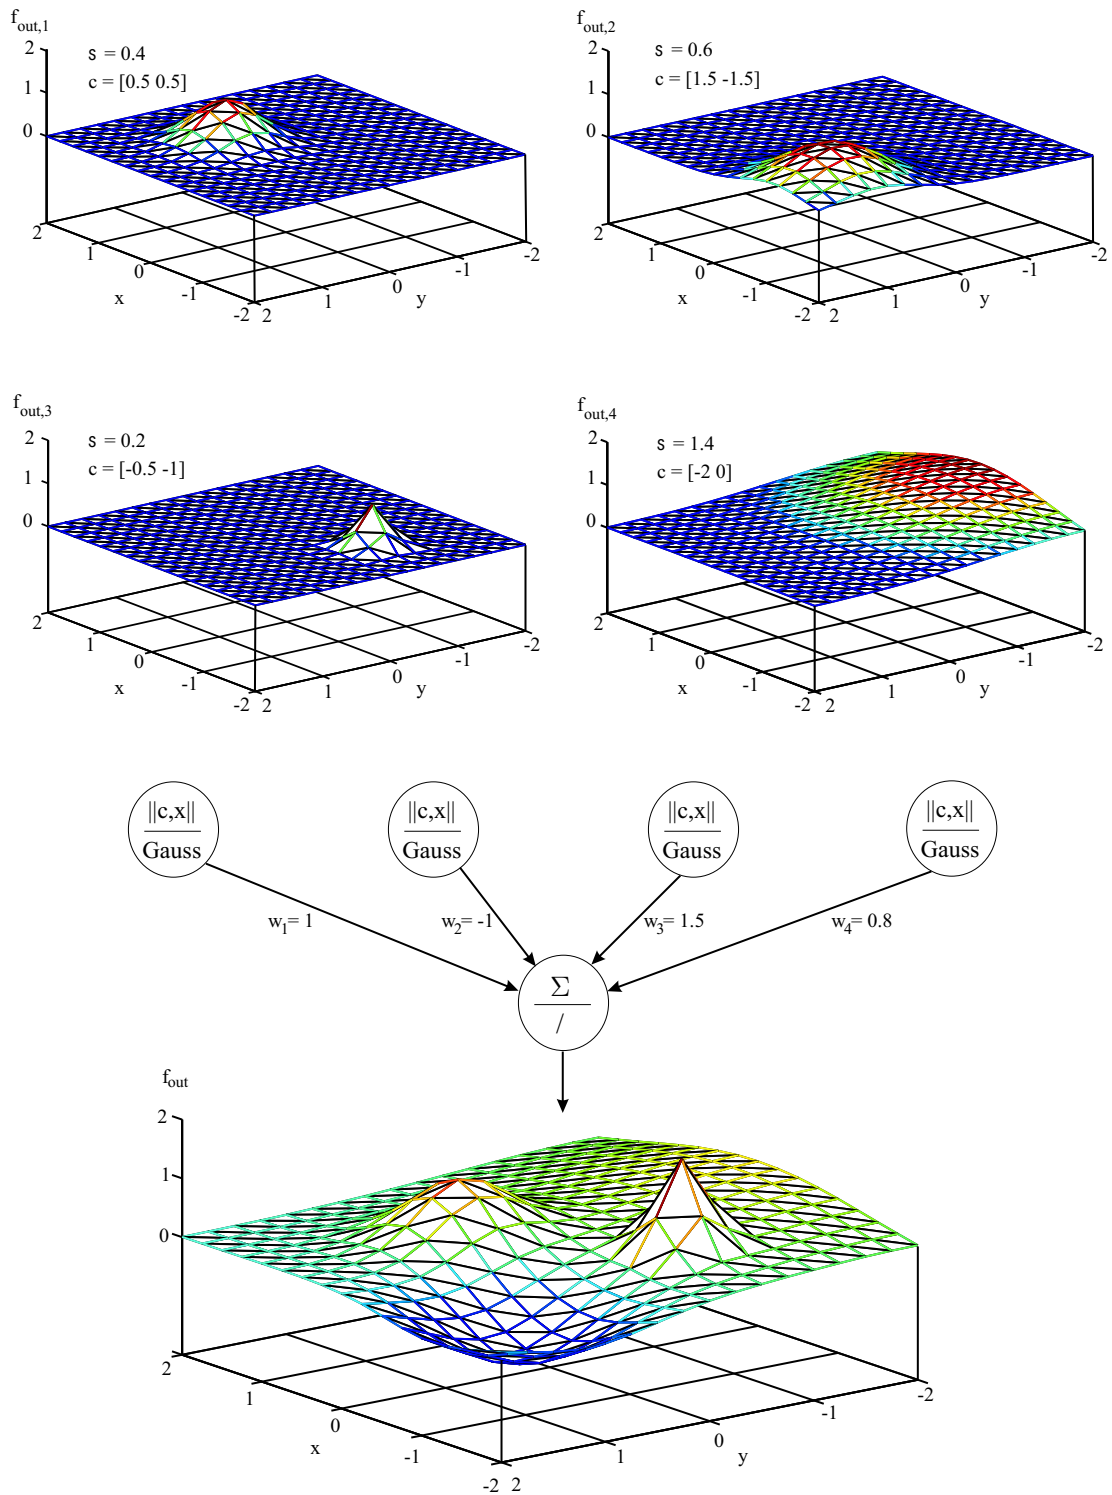 f_out,1
2
1
0
s = 0.4
c = [0.5 0.5]
2
1
0
-1
-2
x
2
1
0
-1
-2
y
f_out,2
2
1
0
s = 0.6
c = [1.5 -1.5]
2
1
0
-1
-2
x
2
1
0
-1
-2
y
f_out,3
2
1
0
s = 0.2
c = [-0.5 -1]
2
1
0
-1
-2
x
2
1
0
-1
-2
y
f_out,4
2
1
0
s = 1.4
c = [-2 0]
2
1
0
-1
-2
x
2
1
0
-1
-2
y
||c,x||
Gauss
||c,x||
Gauss
||c,x||
Gauss
||c,x||
Gauss
w_1= 1
w_2= -1
w_3= 1.5
w_4= 0.8
Σ
/
f_out
2
1
0
2
1
0
-1
-2
x
2
1
0
-1
-2
y